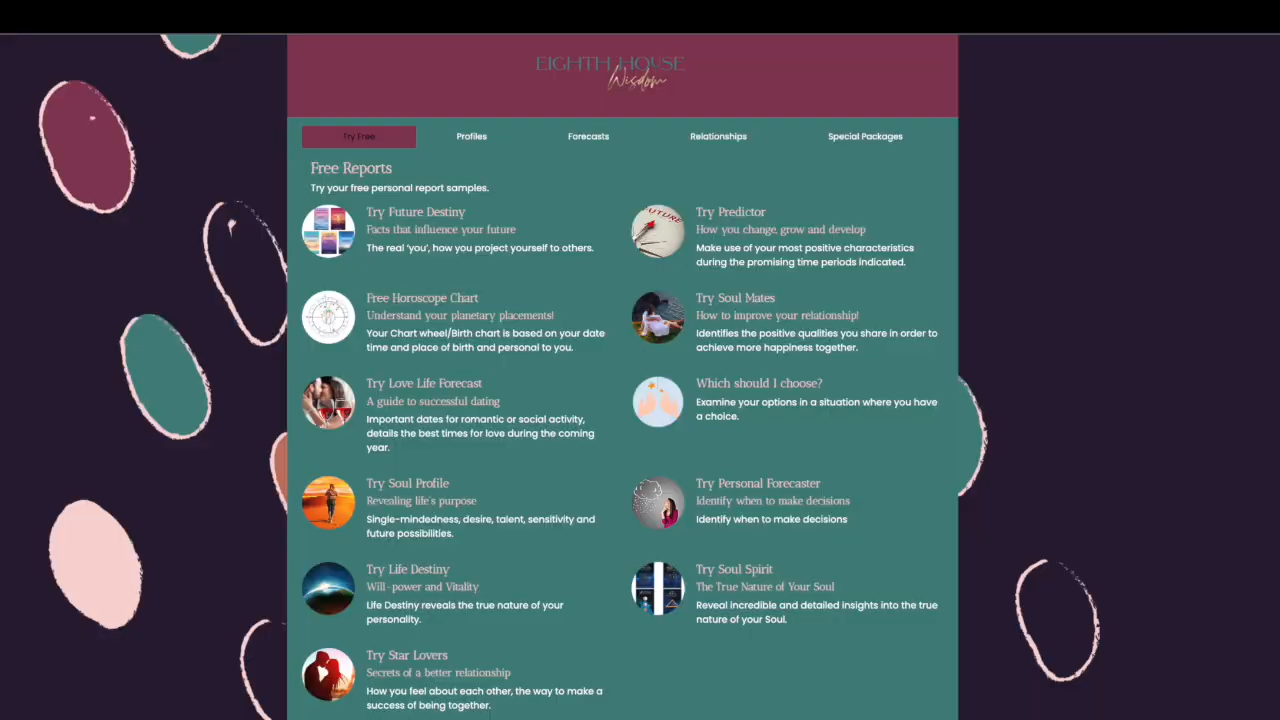 EIGHTH HOUSE
Wisdom
Try Free
Profiles
Forecasts
Relationships
Special Packages
Free Reports
Try your free personal report samples.
Try Future Destiny
Facts that influence your future
The real 'you', how you project yourself to others.
FUTURE
Try Predictor
How you change, grow and develop
Make use of your most positive characteristics
during the promising time periods indicated.
Free Horoscope Chart
Understand your planetary placements!
Your Chart wheel/Birth chart is based on your date
time and place of birth and personal to you.
Try Soul Mates
How to improve your relationship!
Identifies the positive qualities you share in order to
achieve more happiness together.
Try Love Life Forecast
A guide to successful dating
Important dates for romantic or social activity,
details the best times for love during the coming
year.
Which should I choose?
Examine your options in a situation where you have
a choice.
Try Soul Profile
Revealing life's purpose
Single-mindedness, desire, talent, sensitivity and
future possibilities.
Try Personal Forecaster
Identify when to make decisions
Identify when to make decisions
Try Life Destiny
Will-power and Vitality
Life Destiny reveals the true nature of your
personality.
Try Soul Spirit
The True Nature of Your Soul
Reveal incredible and detailed insights into the true
nature of your Soul.
Try Star Lovers
Secrets of a better relationship
How you feel about each other, the way to make a
success of being together.